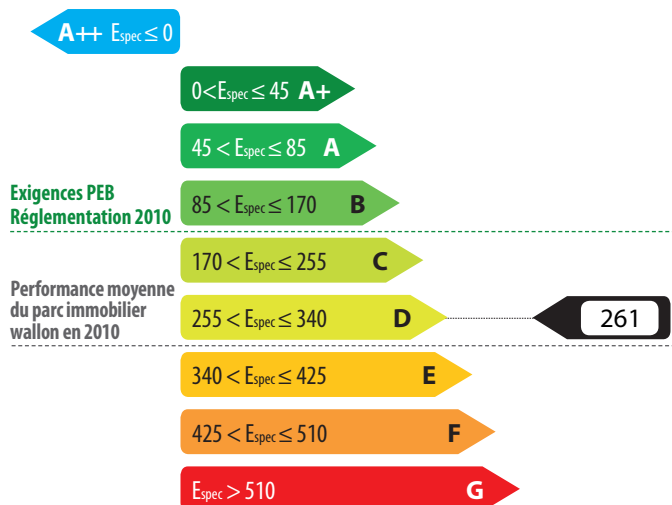 A++ Espec ≤ 0
0<Espec ≤ 45 A+
45 < Espec ≤ 85 A
Exigences PEB
Réglementation 2010
85 < Espec ≤ 170 B
170 < Espec ≤ 255 C
Performance moyenne
du parc immobilier
wallon en 2010
255 < Espec ≤ 340 D
261
340 < Espec ≤ 425 E
425 < Espec ≤ 510 F
Espec > 510 G